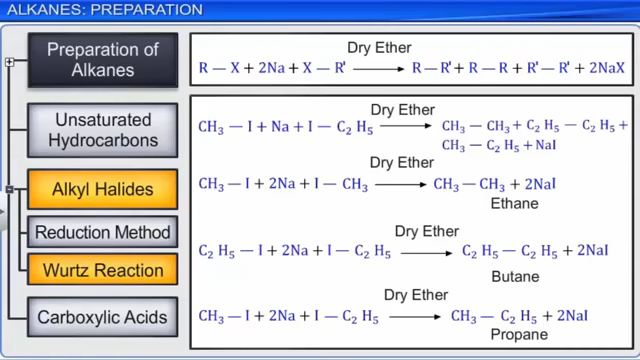 ALKANES: PREPARATION
Preparation of
Alkanes
Unsaturated
Hydrocarbons
Alkyl Halides
Reduction Method
Wurtz Reaction
Carboxylic Acids
Dry Ether
R — X + 2Na + X — R' ⟶ R — R' + R — R + R' — R' + 2NaX
Dry Ether
CH₃ — I + Na + I — C₂H₅ ⟶ CH₃ — CH₃ + C₂H₅ — C₂H₅ +
CH₃ — C₂H₅ + NaI
Dry Ether
CH₃ — I + 2Na + I — CH₃ ⟶ CH₃ — CH₃ + 2NaI
Ethane
Dry Ether
C₂H₅ — I + 2Na + I — C₂H₅ ⟶ C₂H₅ — C₂H₅ + 2NaI
Butane
Dry Ether
CH₃ — I + 2Na + I — C₂H₅ ⟶ CH₃ — C₂H₅ + 2NaI
Propane